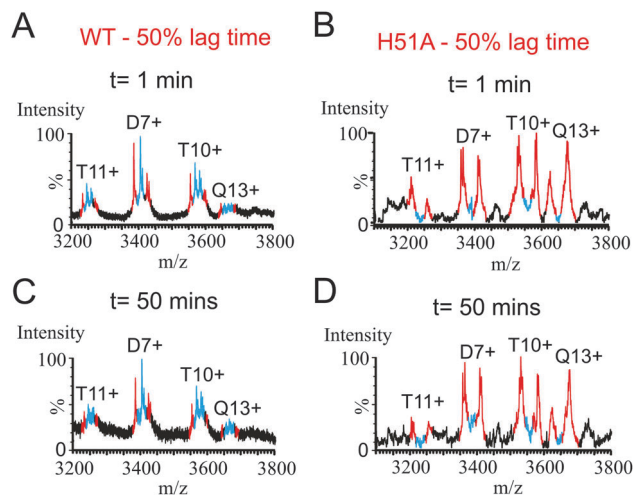 A
WT - 50% lag time
t= 1 min
Intensity
100
%
0
T11+
D7+
T10+
Q13+
3200 3400 3600 3800
m/z
B
H51A - 50% lag time
t= 1 min
Intensity
100
%
0
T11+
D7+
T10+
Q13+
3200 3400 3600 3800
m/z
C
t= 50 mins
Intensity
100
%
0
T11+
D7+
T10+
Q13+
3200 3400 3600 3800
m/z
D
t= 50 mins
Intensity
100
%
0
T11+
D7+
T10+
Q13+
3200 3400 3600 3800
m/z